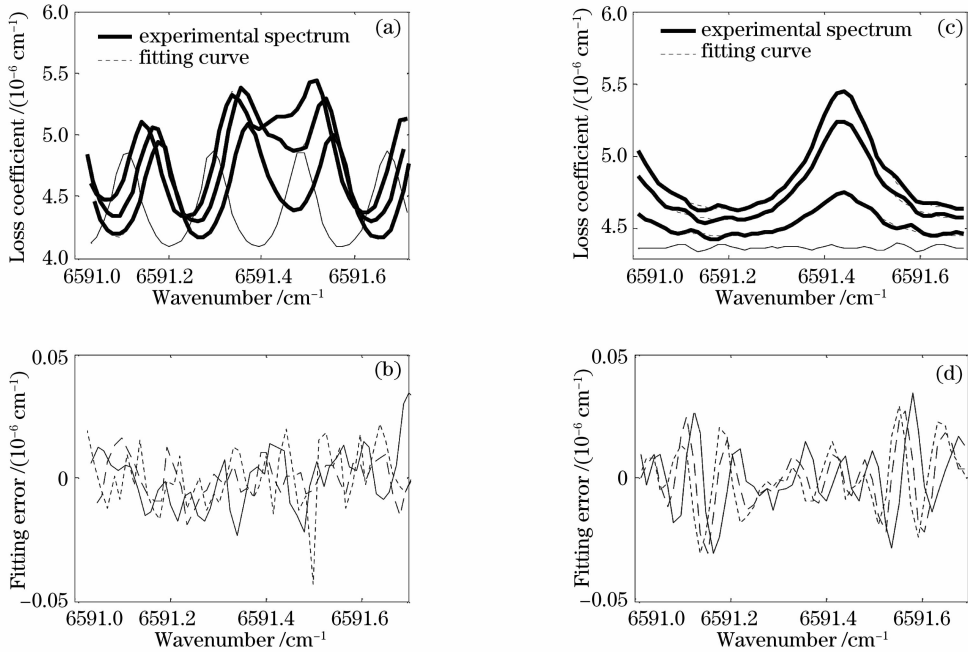 (a)
6.0
5.5
5.0
4.5
4.0
Loss coefficient /(10⁻⁶ cm⁻¹)
experimental spectrum
fitting curve
6591.0 6591.2 6591.4 6591.6
Wavenumber /cm⁻¹
(c)
6.0
5.5
5.0
4.5
Loss coefficient /(10⁻⁶ cm⁻¹)
experimental spectrum
fitting curve
6591.0 6591.2 6591.4 6591.6
Wavenumber /cm⁻¹
(b)
0.05
0
−0.05
Fitting error /(10⁻⁶ cm⁻¹)
6591.0 6591.2 6591.4 6591.6
Wavenumber /cm⁻¹
(d)
0.05
0
−0.05
Fitting error /(10⁻⁶ cm⁻¹)
6591.0 6591.2 6591.4 6591.6
Wavenumber /cm⁻¹